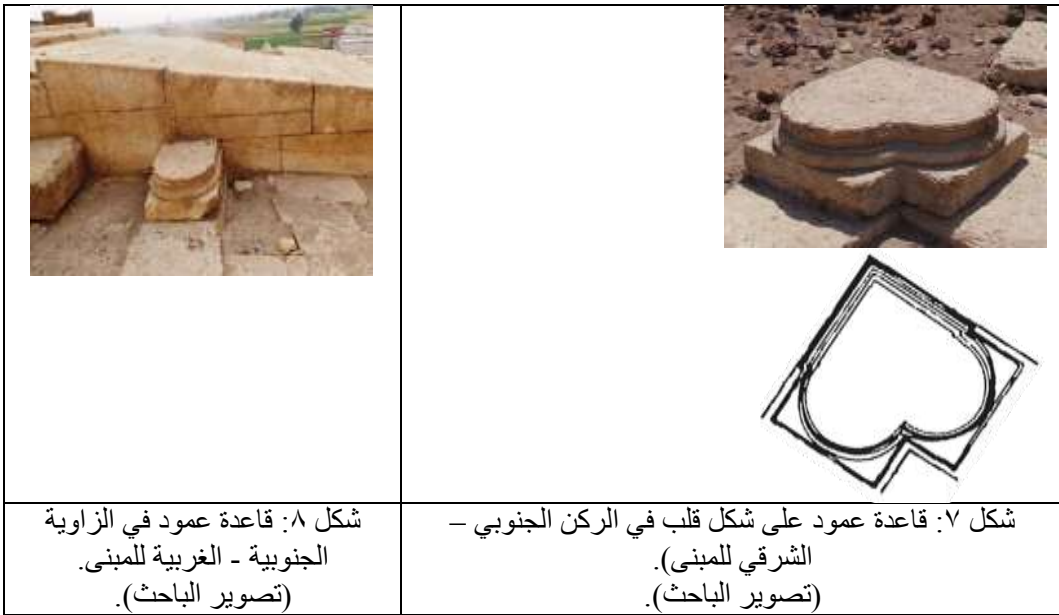 شكل ٧: قاعدة عمود على شكل قلب في الركن الجنوبي –
الشرقي للمبنى).
(تصوير الباحث).
شكل ٨: قاعدة عمود في الزاوية
الجنوبية - الغربية للمبنى.
(تصوير الباحث).